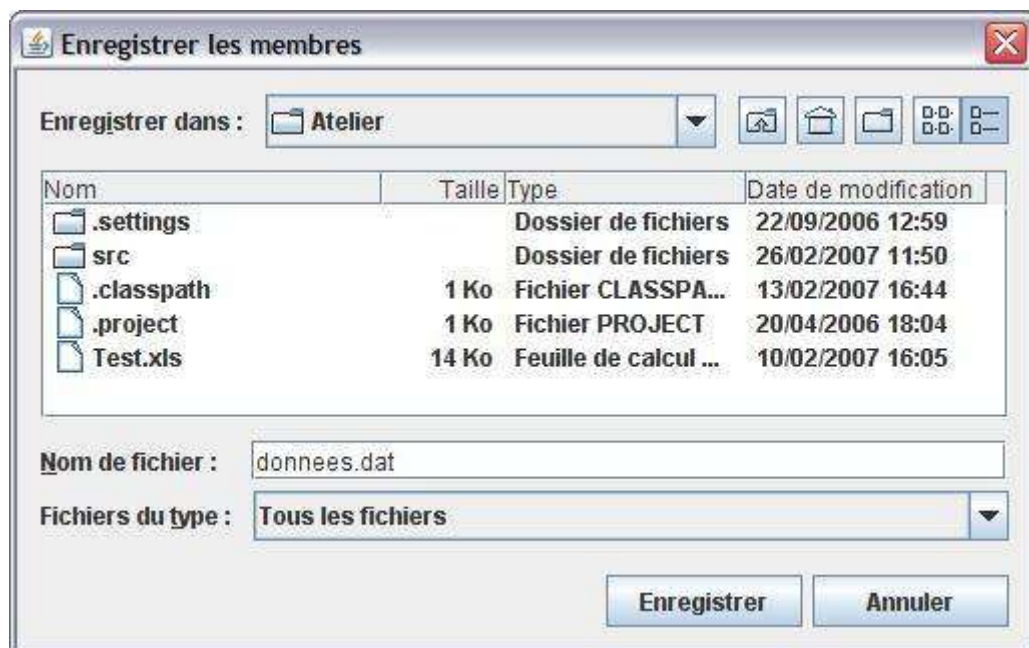 Enregistrer les membres
Enregistrer dans : Atelier
Nom Taille Type Date de modification
.settings Dossier de fichiers 22/09/2006 12:59
src Dossier de fichiers 26/02/2007 11:50
.classpath 1 Ko Fichier CLASSPA... 13/02/2007 16:44
.project 1 Ko Fichier PROJECT 20/04/2006 18:04
Test.xls 14 Ko Feuille de calcul ... 10/02/2007 16:05
Nom de fichier : donnees.dat
Fichiers du type : Tous les fichiers
Enregistrer Annuler